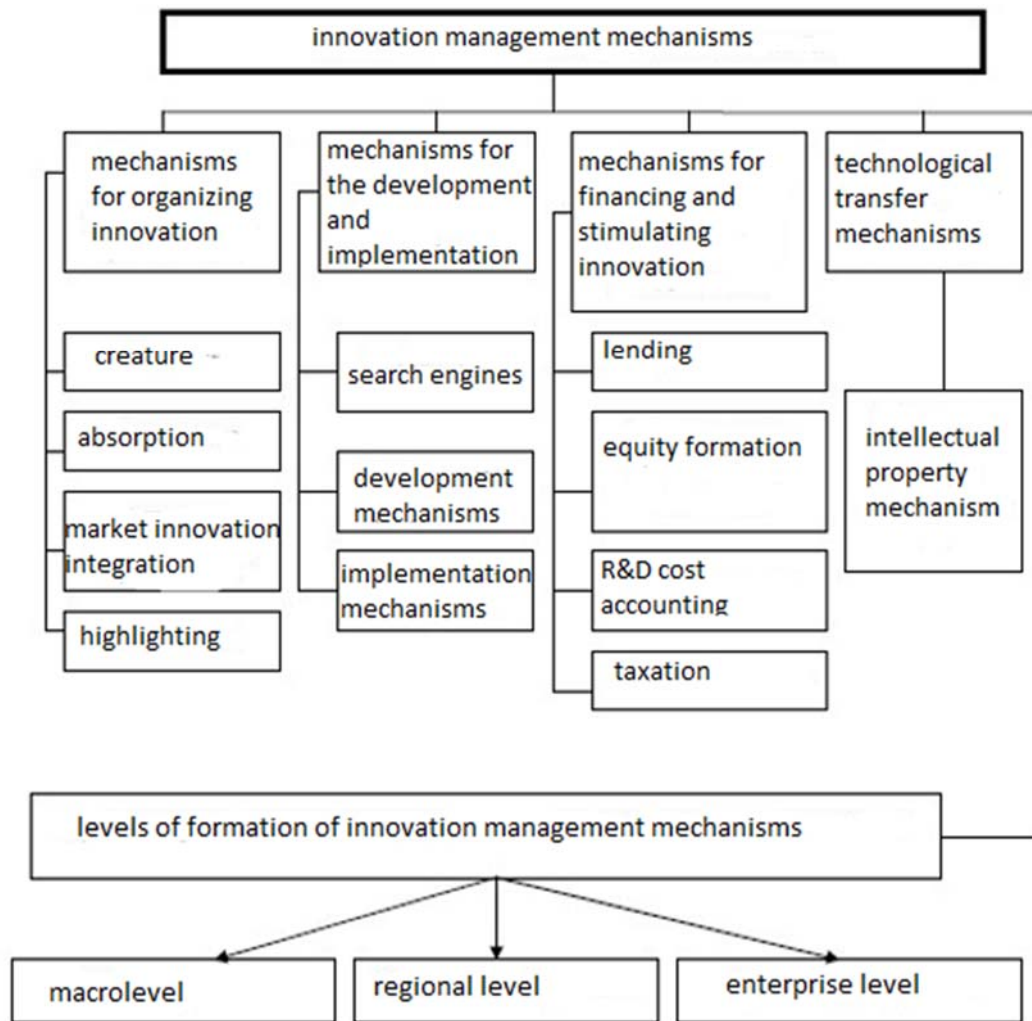 innovation management mechanisms
mechanisms
for organizing
innovation
mechanisms for
the development
and
implementation
mechanisms for
financing and
stimulating
innovation
technological
transfer
mechanisms
creature
absorption
market innovation
integration
highlighting
search engines
development
mechanisms
implementation
mechanisms
lending
equity formation
R&D cost
accounting
taxation
intellectual
property
mechanism
levels of formation of innovation management mechanisms
macrolevel
regional level
enterprise level